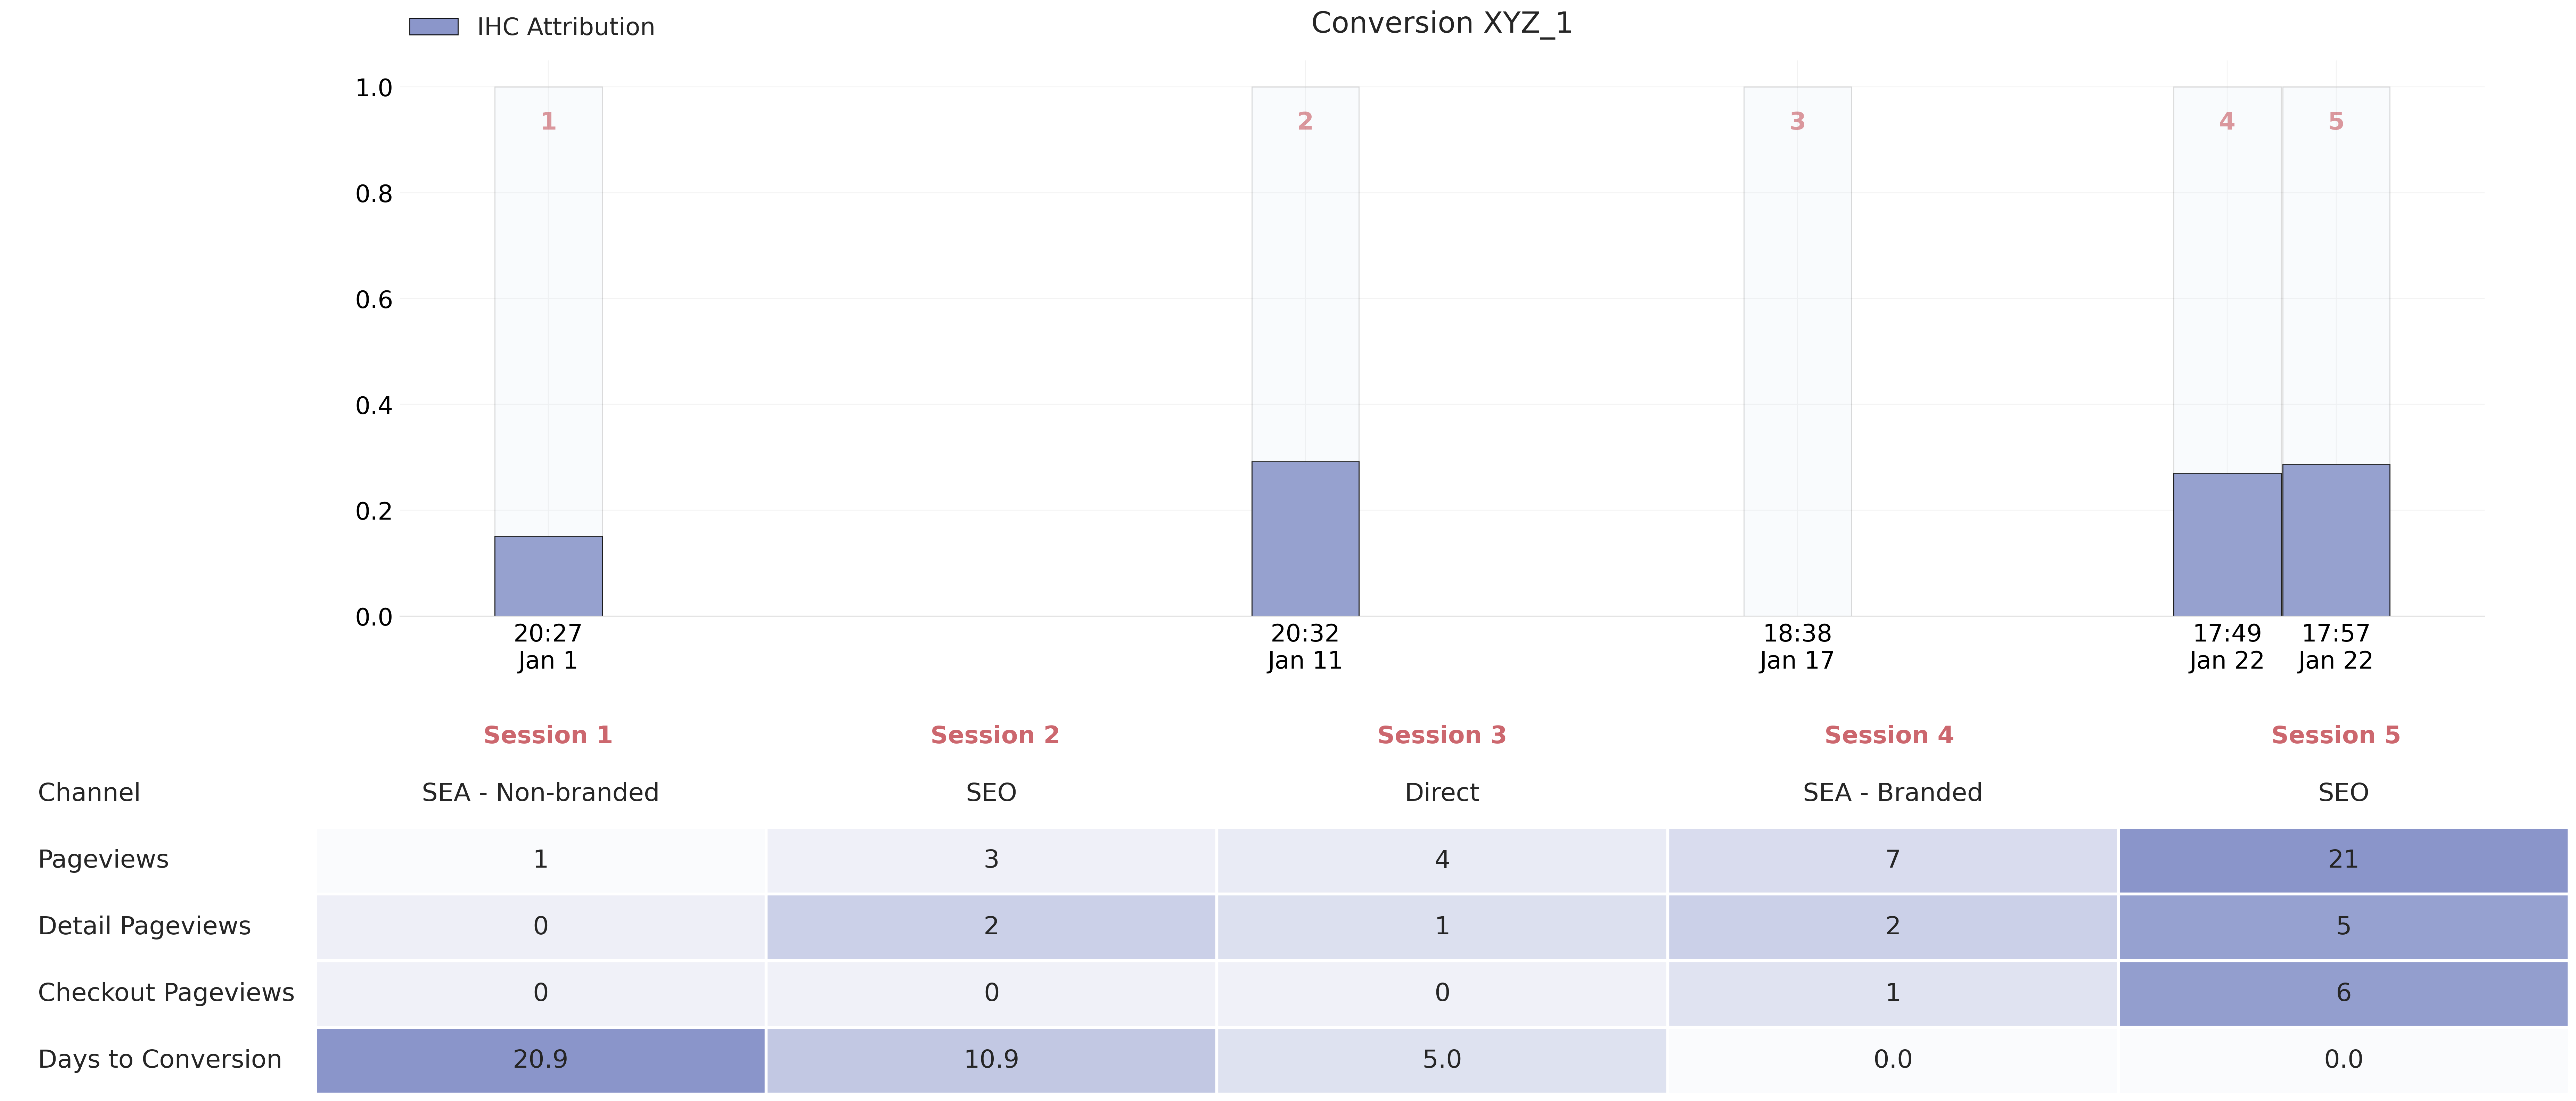 IHC Attribution
Conversion XYZ_1
1.0
0.8
0.6
0.4
0.2
0.0
1
2
3
4
5
20:27
Jan 1
20:32
Jan 11
18:38
Jan 17
17:49
Jan 22
17:57
Jan 22
Session 1 Session 2 Session 3 Session 4 Session 5
Channel SEA - Non-branded SEO Direct SEA - Branded SEO
Pageviews 1 3 4 7 21
Detail Pageviews 0 2 1 2 5
Checkout Pageviews 0 0 0 1 6
Days to Conversion 20.9 10.9 5.0 0.0 0.0